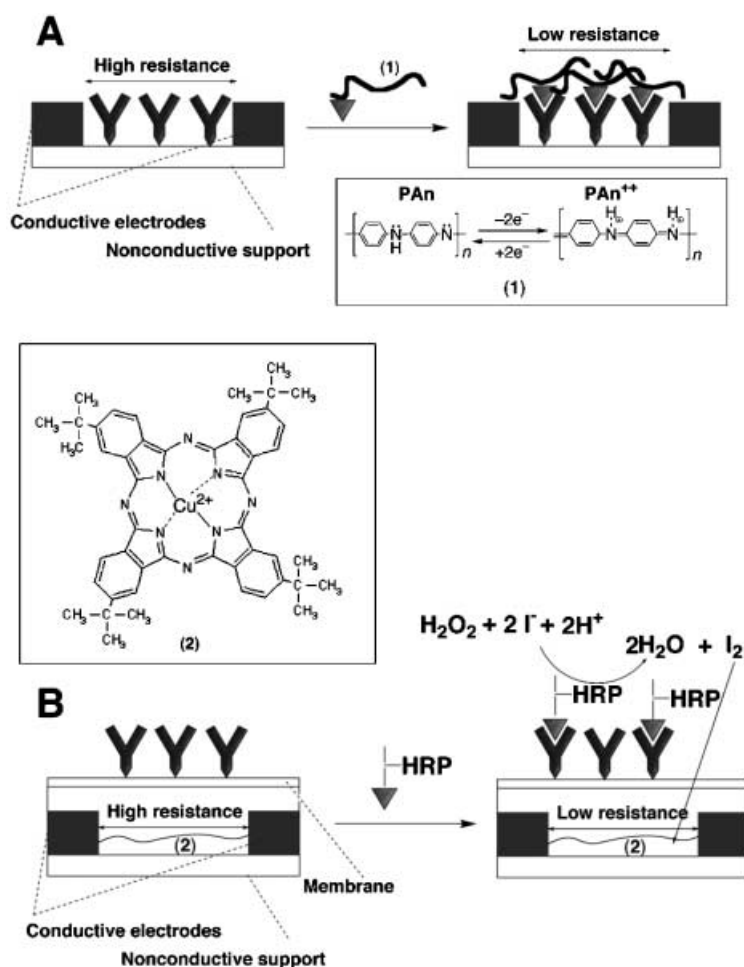 A
High resistance
(1)
Low resistance
Conductive electrodes
Nonconductive support
PAn
PAn++
–2e–
+2e–
N
H
N
n
H
N
H
N
n
(1)
CH3
CH3
C
CH3
H3C
CH3
CH3
C
CH3
N
N
N
N
Cu2+
N
N
N
N
CH3
C
CH3
CH3
CH3
C
CH3
CH3
(2)
H2O2 + 2 I- + 2H+
2H2O + I2
HRP
HRP
B
HRP
High resistance
(2)
Low resistance
(2)
Membrane
Conductive electrodes
Nonconductive support